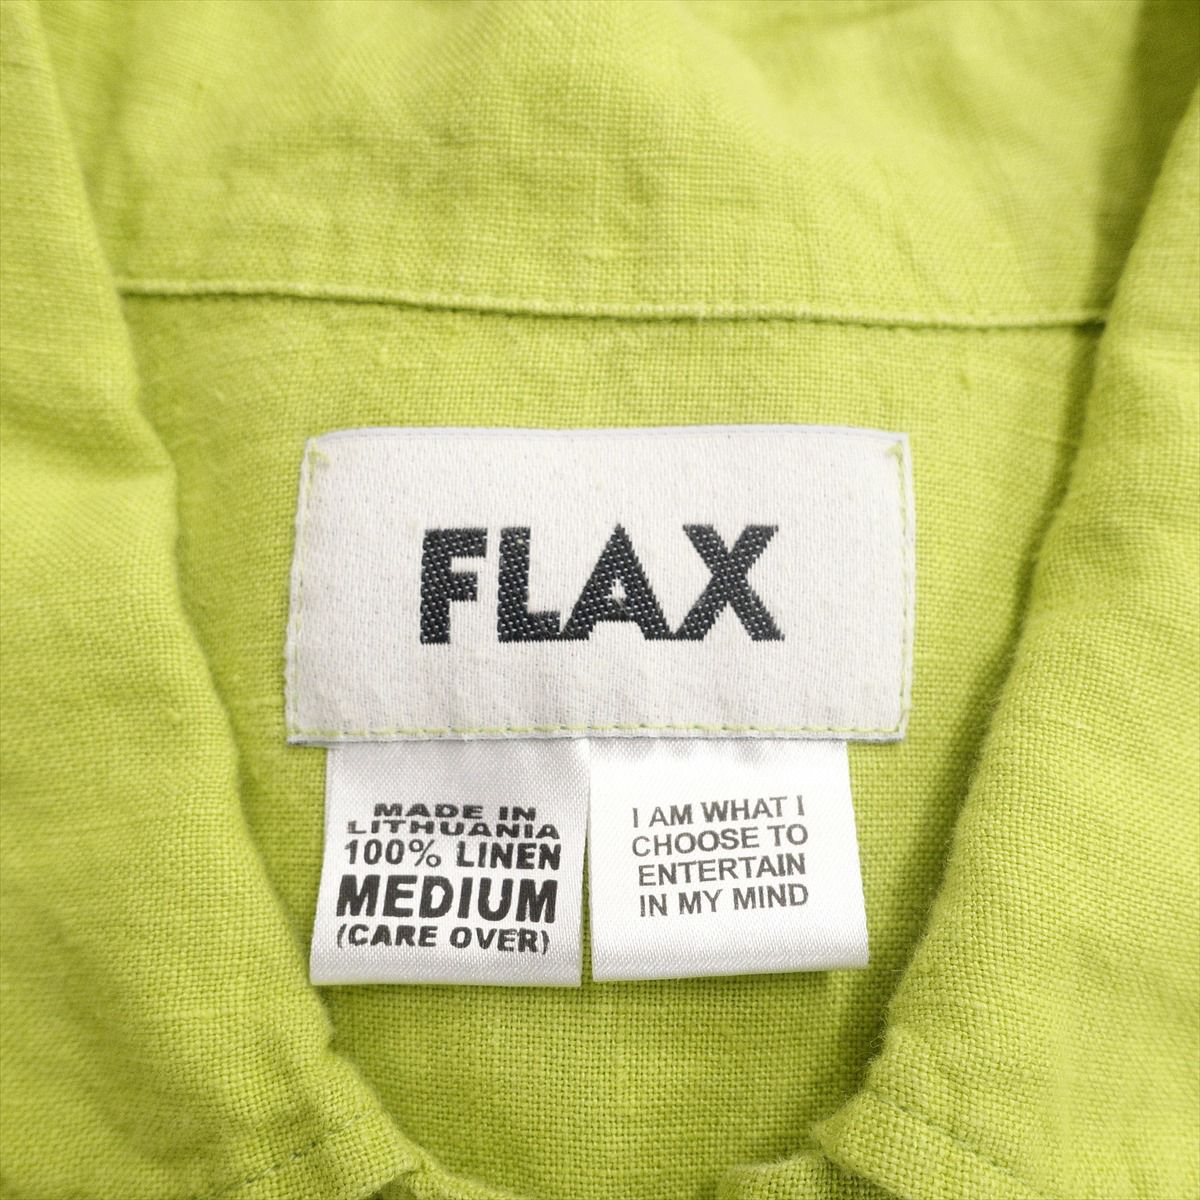 FLAX
MADE IN
LITHUANIA
100% LINEN
MEDIUM
(CARE OVER)
I AM WHAT I
CHOOSE TO
ENTERTAIN
IN MY MIND